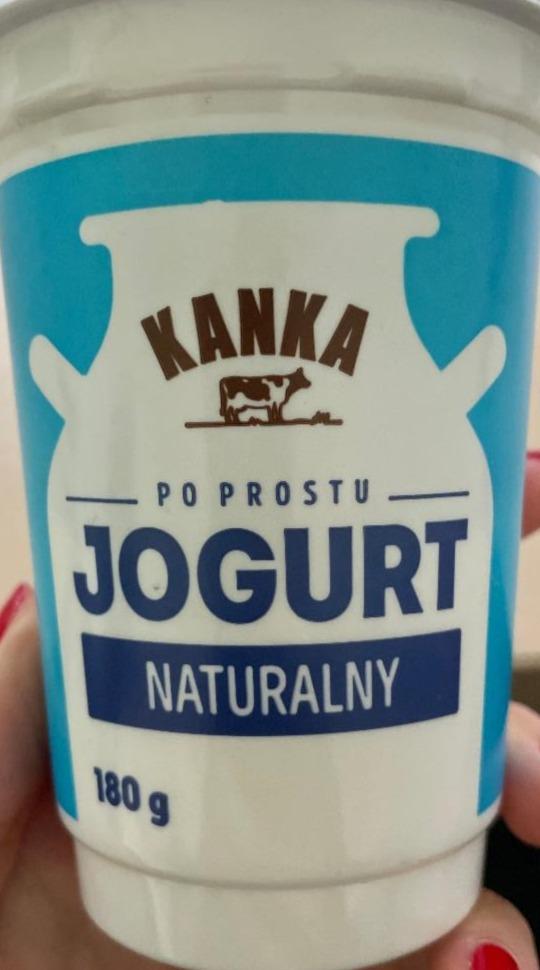 KANKA
PO PROSTU
JOGURT
NATURALNY
180 g